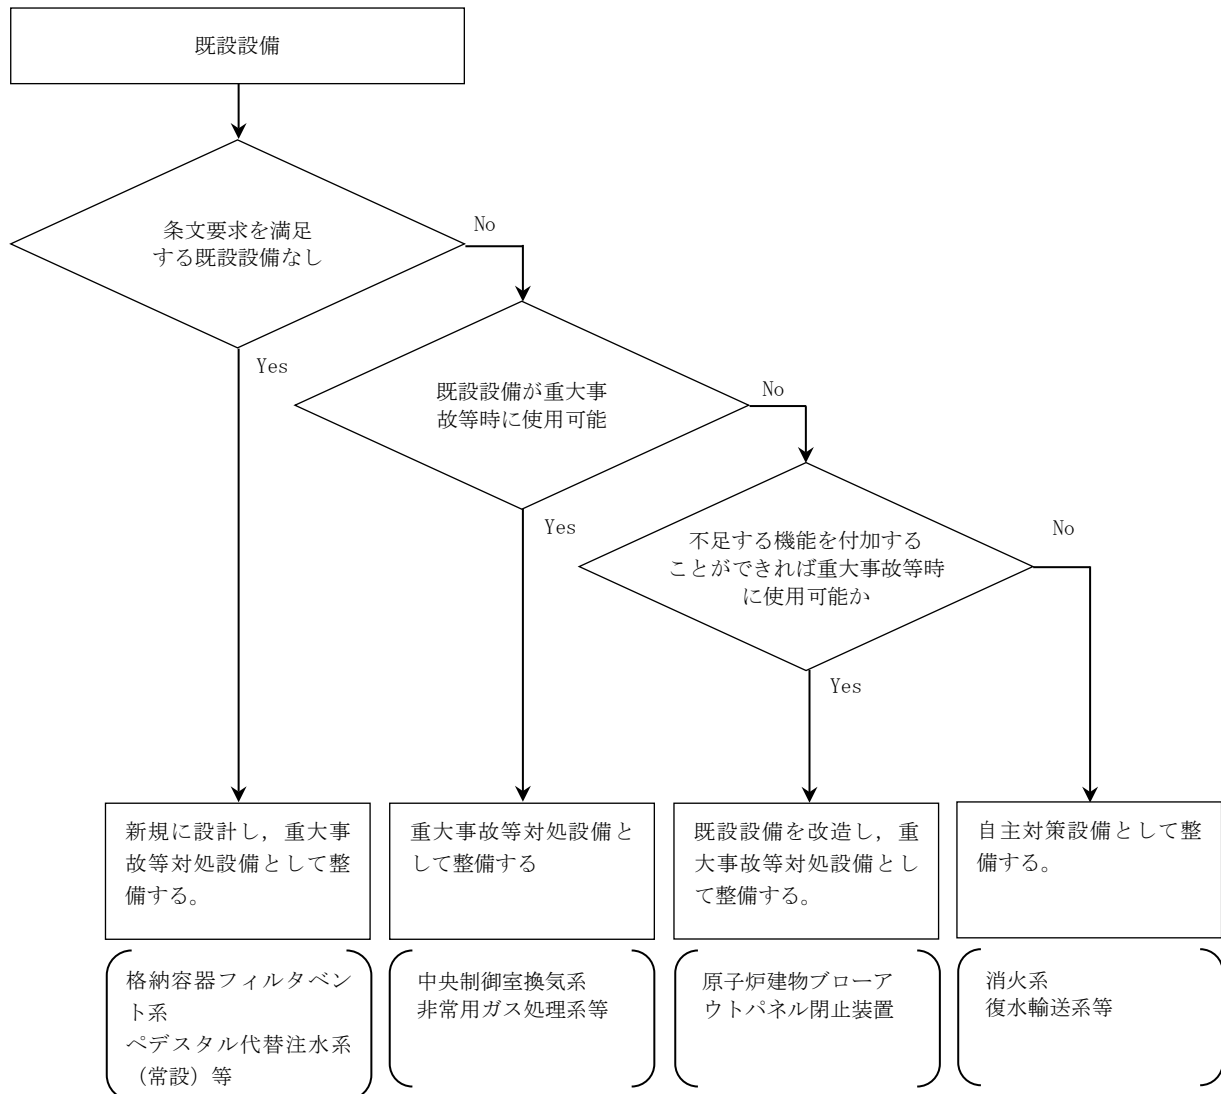 既設設備
条文要求を満足
する既設設備なし
No
Yes
既設設備が重大事
故等時に使用可能
No
Yes
不足する機能を付加する
ことができれば重大事故等時
に使用可能か
No
Yes
新規に設計し，重大事
故等対処設備として整
備する。
重大事故等対処設備と
して整備する
既設設備を改造し，重
大事故等対処設備とし
て整備する。
自主対策設備として整
備する。
格納容器フィルタベン
ト系
ペデスタル代替注水系
（常設）等
中央制御室換気系
非常用ガス処理系等
原子炉建物ブローア
ウトパネル閉止装置
消火系
復水輸送系等